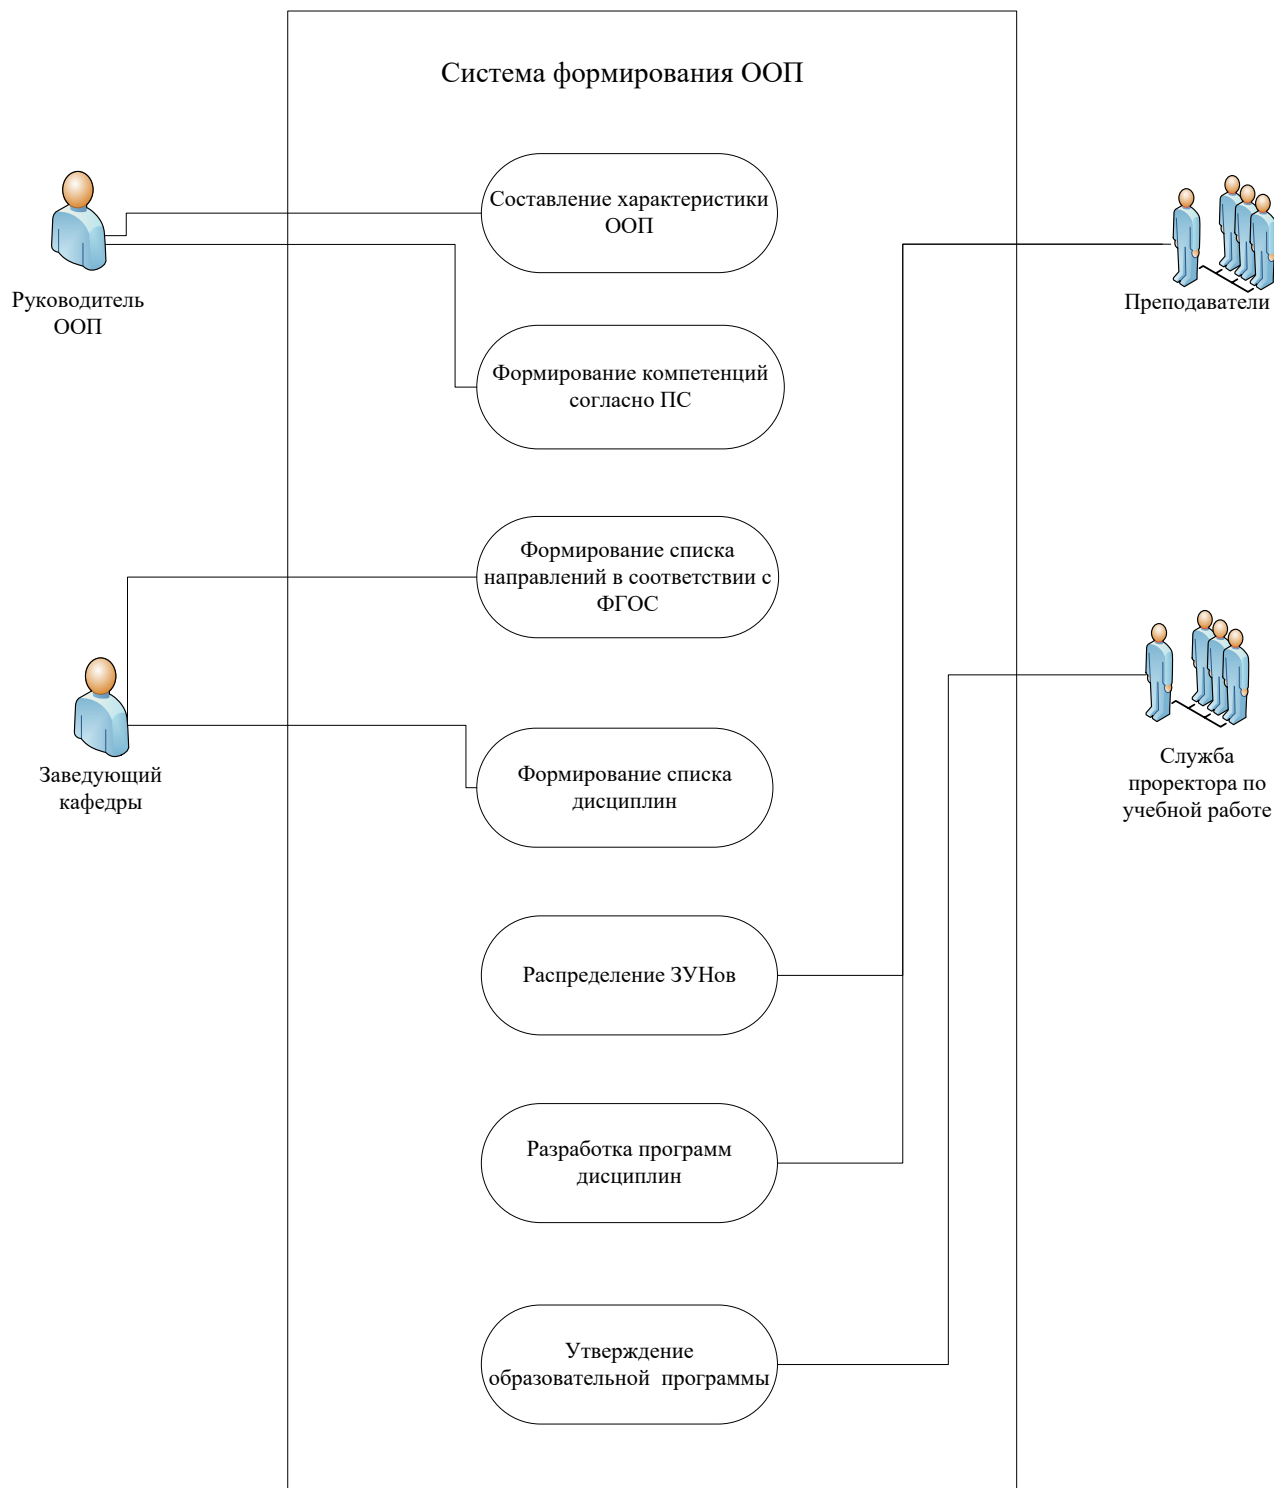 Система формирования ООП
Составление характеристики
ООП
Руководитель
ООП
Преподаватели
Формирование компетенций
согласно ПС
Формирование списка
направлений в соответствии с
ФГОС
Заведующий
кафедры
Формирование списка
дисциплин
Служба
проректора по
учебной работе
Распределение ЗУНов
Разработка программ
дисциплин
Утверждение
образовательной программы